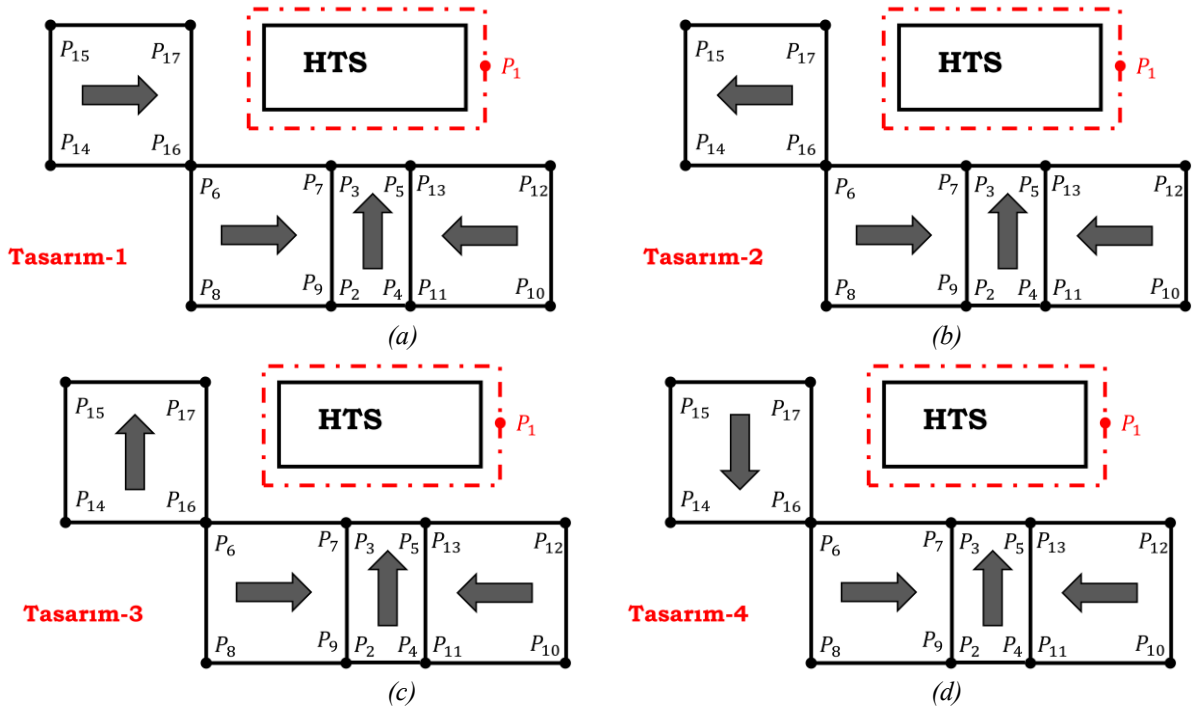 P₁₅ P₁₇ HTS P₁
P₁₄ P₁₆
P₆ P₇ P₃ P₅ P₁₃ P₁₂
Tasarım-1
P₈ P₉ P₂ P₄ P₁₁ P₁₀
(a)
P₁₅ P₁₇ HTS P₁
P₁₄ P₁₆
P₆ P₇ P₃ P₅ P₁₃ P₁₂
Tasarım-2
P₈ P₉ P₂ P₄ P₁₁ P₁₀
(b)
P₁₅ P₁₇ HTS P₁
P₁₄ P₁₆
P₆ P₇ P₃ P₅ P₁₃ P₁₂
Tasarım-3
P₈ P₉ P₂ P₄ P₁₁ P₁₀
(c)
P₁₅ P₁₇ HTS P₁
P₁₄ P₁₆
P₆ P₇ P₃ P₅ P₁₃ P₁₂
Tasarım-4
P₈ P₉ P₂ P₄ P₁₁ P₁₀
(d)